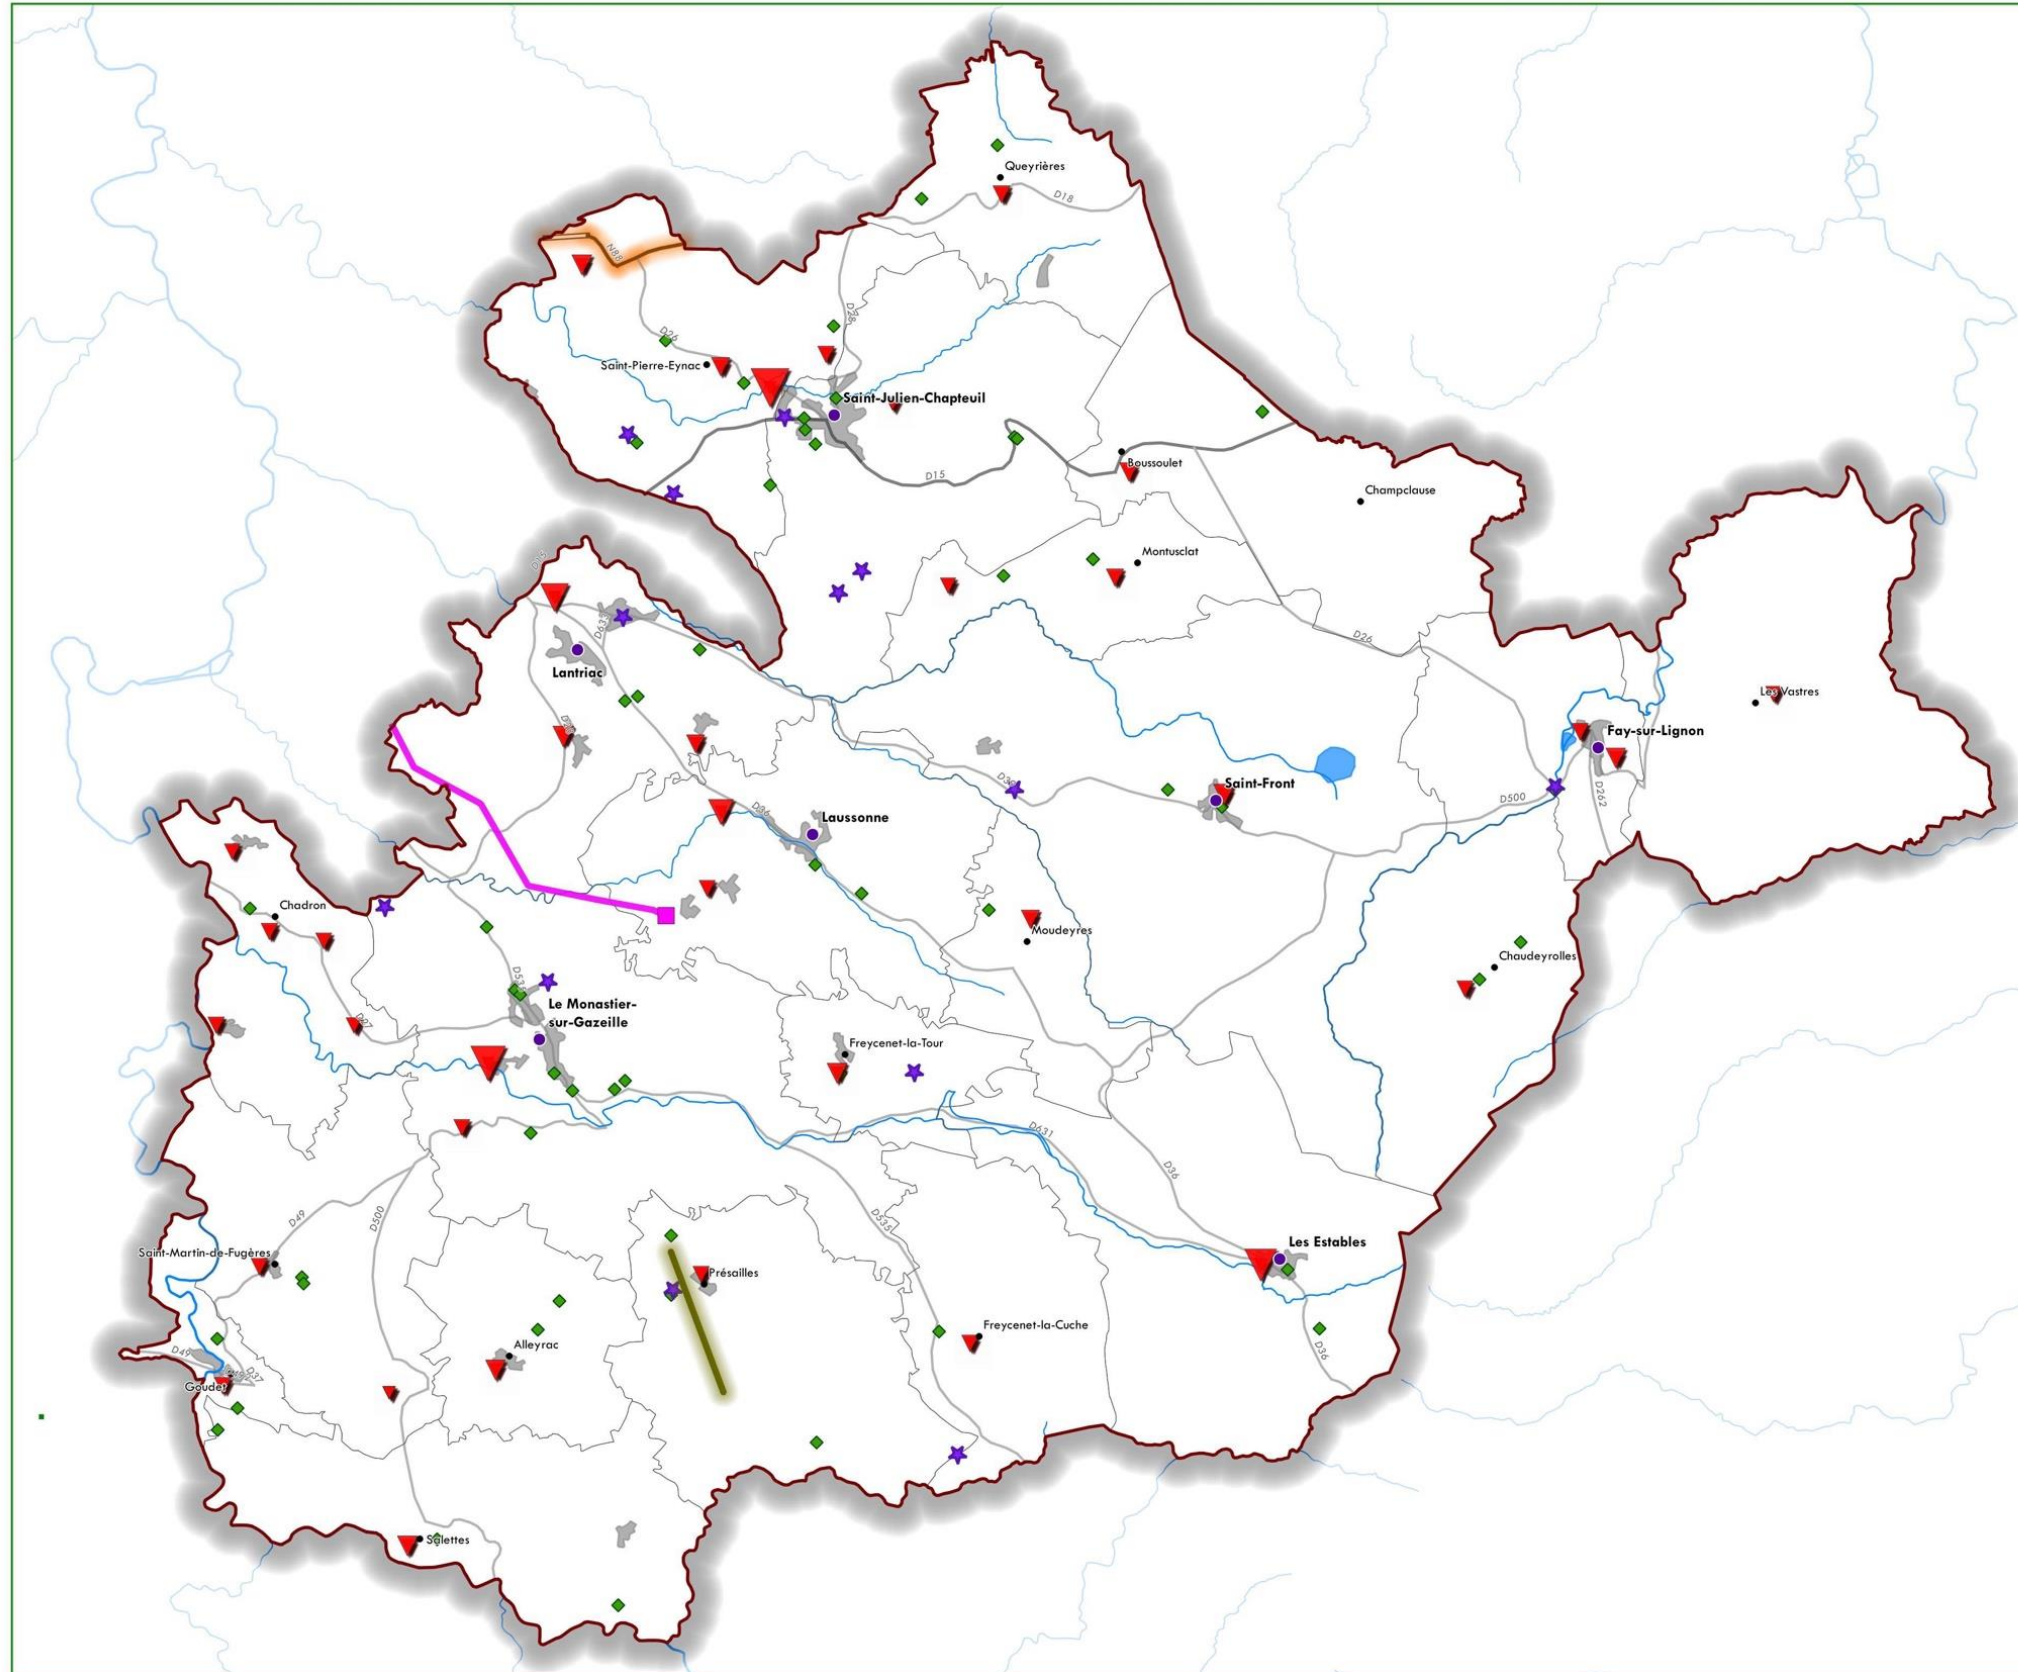 Queyrières
D18
N88
D26
D28
Saint-Pierre-Eynac
Saint-Julien-Chapteuil
D15
Boussoulet
Champclause
Montusclat
D26
Lantriac
Les Vastres
Fay-sur-Lignon
Saint-Front
D500
D262
D36
Laussonne
Chadron
Moudeyres
Chaudeyrolles
D535
Le Monastier-
sur-Gazeille
D37
Freycenet-la-Tour
D631
D36
D49
D500
D535
Saint-Martin-de-Fugères
Les Estables
Présailles
Freycenet-la-Cuche
D36
Alleyrac
D49
D37
Goudet
Salettes